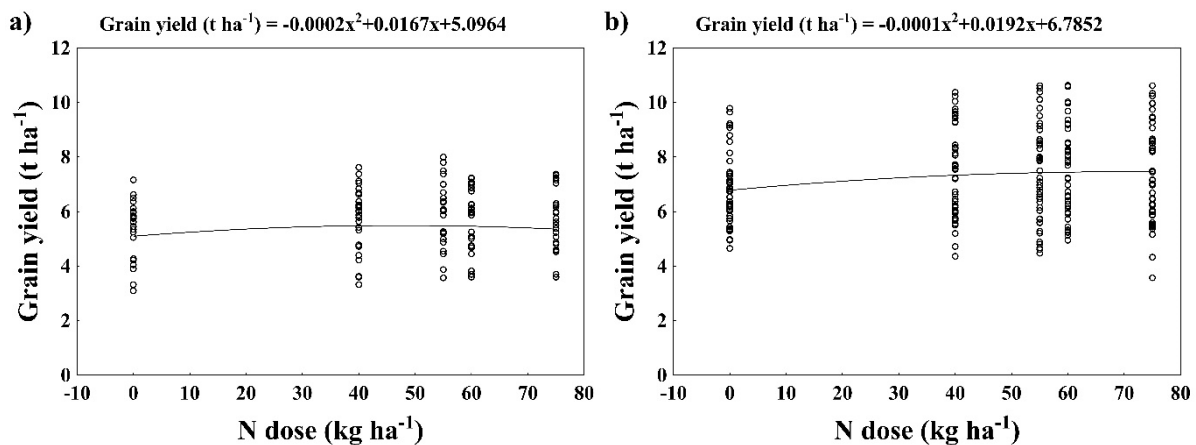 a)
Grain yield (t ha⁻¹) = -0.0002x²+0.0167x+5.0964
12
10
8
6
4
2
0
Grain yield (t ha⁻¹)
-10 0 10 20 30 40 50 60 70 80
N dose (kg ha⁻¹)
b)
Grain yield (t ha⁻¹) = -0.0001x²+0.0192x+6.7852
12
10
8
6
4
2
0
Grain yield (t ha⁻¹)
-10 0 10 20 30 40 50 60 70 80
N dose (kg ha⁻¹)